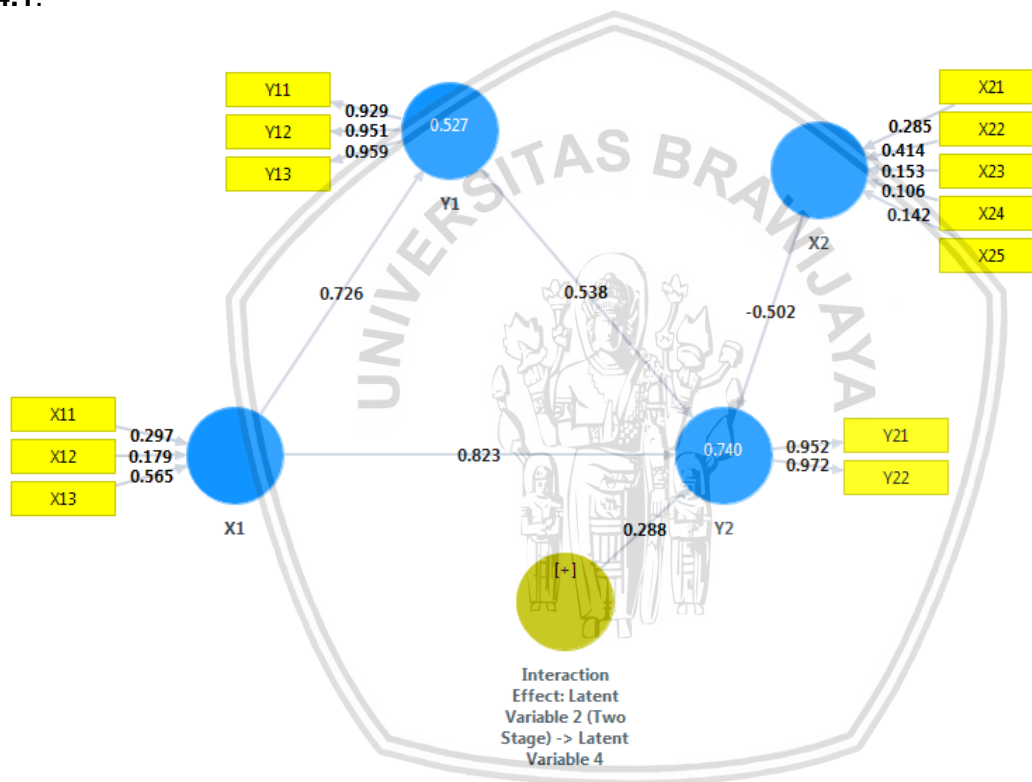 4.1.
Y11
Y12
Y13
0.929
0.951
0.959
0.527
Y1
X21
X22
X23
X24
X25
0.285
0.414
0.153
0.106
0.142
X2
UNIVERSITAS BRAWIJAYA
0.726
0.538
-0.502
X11
X12
X13
0.297
0.179
0.565
X1
0.823
0.740
Y2
0.952
0.972
Y21
Y22
0.288
[+]
Interaction
Effect: Latent
Variable 2 (Two
Stage) -> Latent
Variable 4